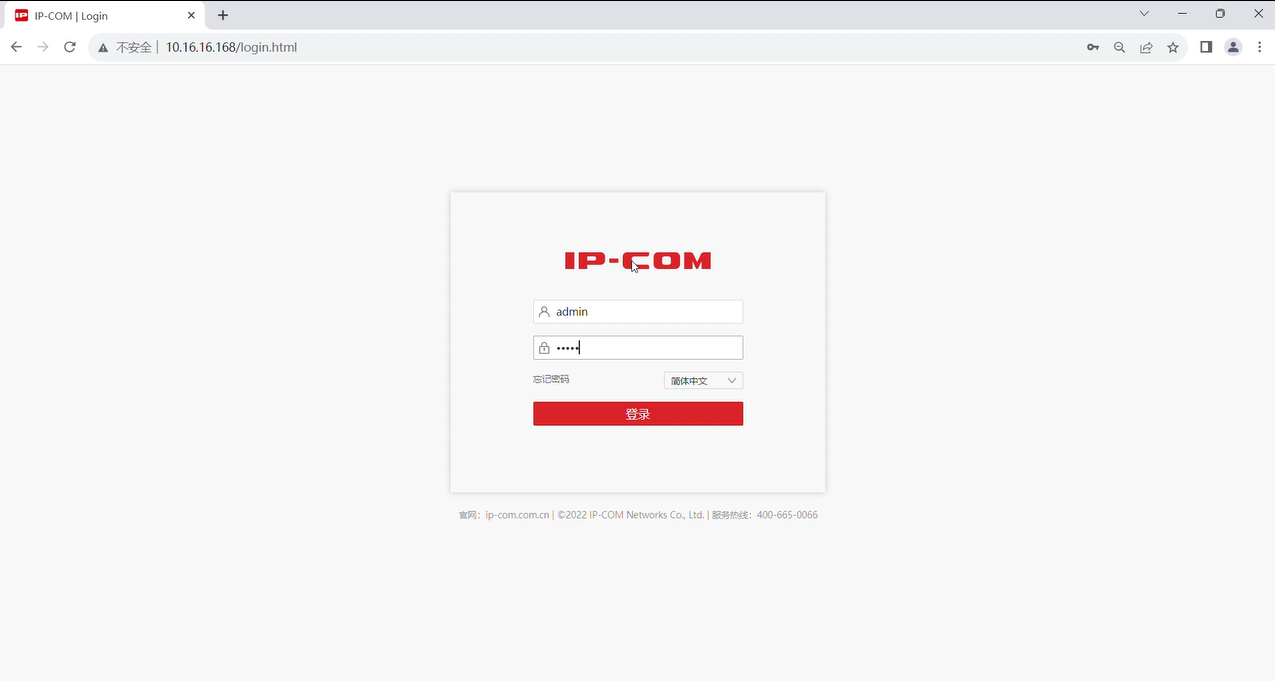 IP IP-COM | Login
不安全 | 10.16.16.168/login.html
IP-COM
admin
•••••
忘记密码 简体中文
登录
官网：ip-com.com.cn | ©2022 IP-COM Networks Co., Ltd. | 服务热线：400-665-0066